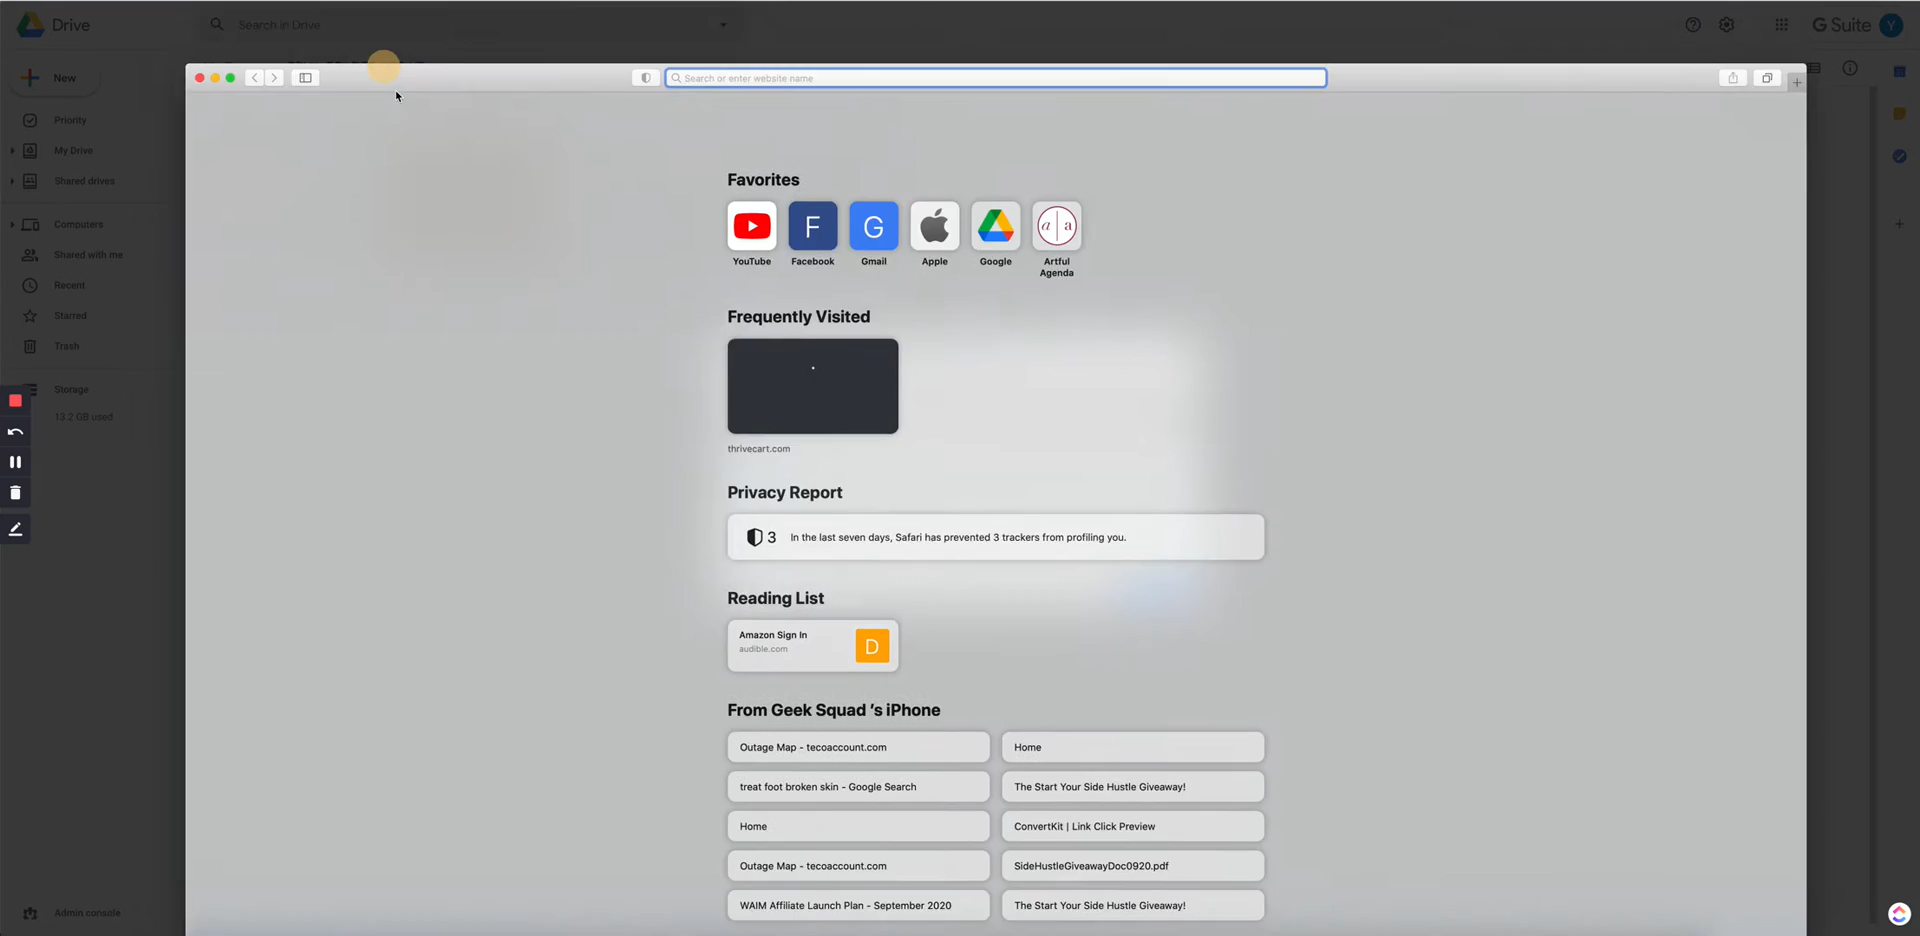 Drive
Search in Drive
G Suite
Y
New
Search or enter website name
Priority
My Drive
Shared drives
Computers
Shared with me
Recent
Starred
Trash
Storage
13.2 GB used
Admin console
Favorites
F
G
a|a
YouTube
Facebook
Gmail
Apple
Google
Artful
Agenda
Frequently Visited
thrivecart.com
Privacy Report
3
In the last seven days, Safari has prevented 3 trackers from profiling you.
Reading List
Amazon Sign In
audible.com
D
From Geek Squad 's iPhone
Outage Map - tecoaccount.com
Home
treat foot broken skin - Google Search
The Start Your Side Hustle Giveaway!
Home
ConvertKit | Link Click Preview
Outage Map - tecoaccount.com
SideHustleGiveawayDoc0920.pdf
WAIM Affiliate Launch Plan - September 2020
The Start Your Side Hustle Giveaway!